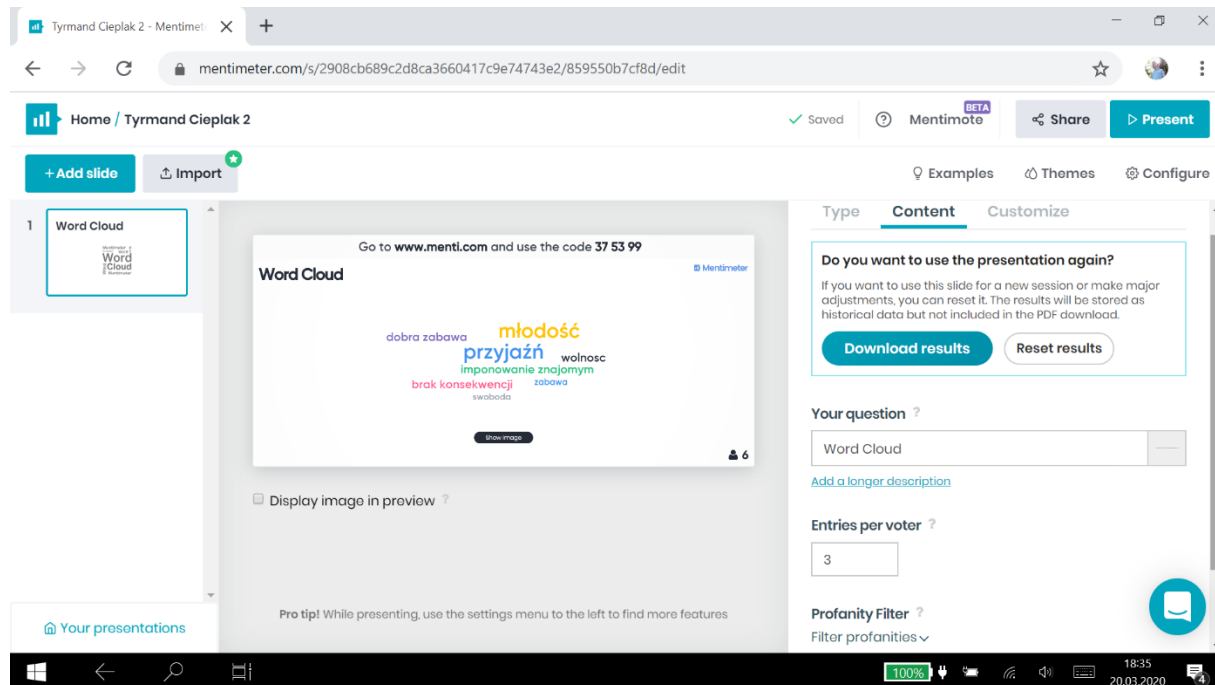 Tyrmand Cieplak 2 - Mentimet
mentimeter.com/s/2908cb689c2d8ca3660417c9e74743e2/859550b7cf8d/edit
Home / Tyrmand Cieplak 2
Saved
Mentimote
BETA
Share
Present
+Add slide
Import
Examples
Themes
Configure
1
Word Cloud
Word
Cloud
Mentimeter
Go to www.menti.com and use the code 37 53 99
Word Cloud
Mentimeter
dobra zabawa
młodość
przyjaźń
wolnosc
imponowanie znajomym
brak konsekwencji
zabawa
swoboda
Show image
6
Display image in preview ?
Pro tip! While presenting, use the settings menu to the left to find more features
Your presentations
Type Content Customize
Do you want to use the presentation again?
If you want to use this slide for a new session or make major
adjustments, you can reset it. The results will be stored as
historical data but not included in the PDF download.
Download results
Reset results
Your question ?
Word Cloud
Add a longer description
Entries per voter ?
3
Profanity Filter ?
Filter profanities
100%
18:35
20.03.2020
4